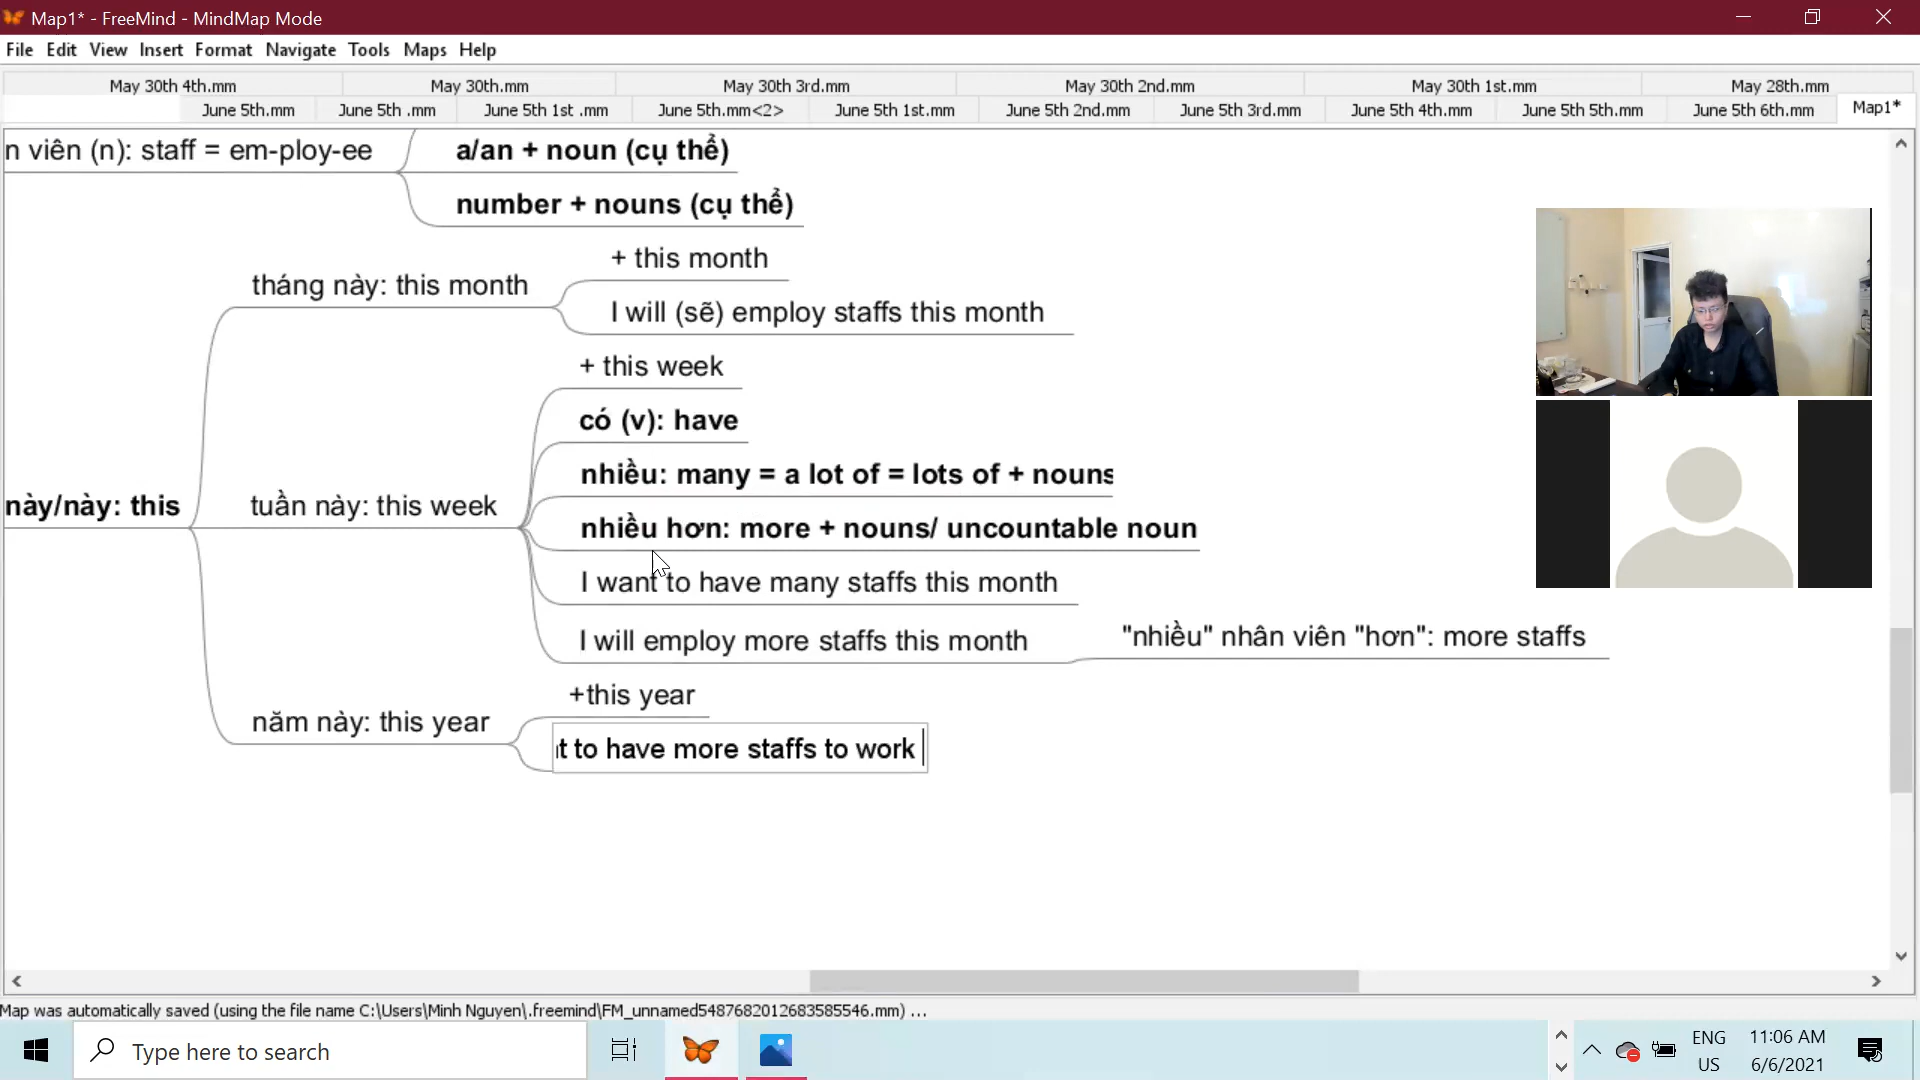 Map1* - FreeMind - MindMap Mode
File Edit View Insert Format Navigate Tools Maps Help
May 30th 4th.mm May 30th.mm May 30th 3rd.mm May 30th 2nd.mm May 30th 1st.mm May 28th.mm
June 5th.mm June 5th .mm June 5th 1st .mm June 5th.mm<2> June 5th 1st.mm June 5th 2nd.mm June 5th 3rd.mm June 5th 4th.mm June 5th 5th.mm June 5th 6th.mm Map1*
n viên (n): staff = em-ploy-ee
a/an + noun (cụ thể)
number + nouns (cụ thể)
này/này: this
tháng này: this month
+ this month
I will (sẽ) employ staffs this month
tuần này: this week
+ this week
có (v): have
nhiều: many = a lot of = lots of + nouns
nhiều hơn: more + nouns/ uncountable noun
I want to have many staffs this month
I will employ more staffs this month
"nhiều" nhân viên "hơn": more staffs
năm này: this year
+this year
t to have more staffs to work
Map was automatically saved (using the file name C:\Users\Minh Nguyen\.freemind\FM_unnamed5487682012683585546.mm) ...
Type here to search
ENG
US
11:06 AM
6/6/2021